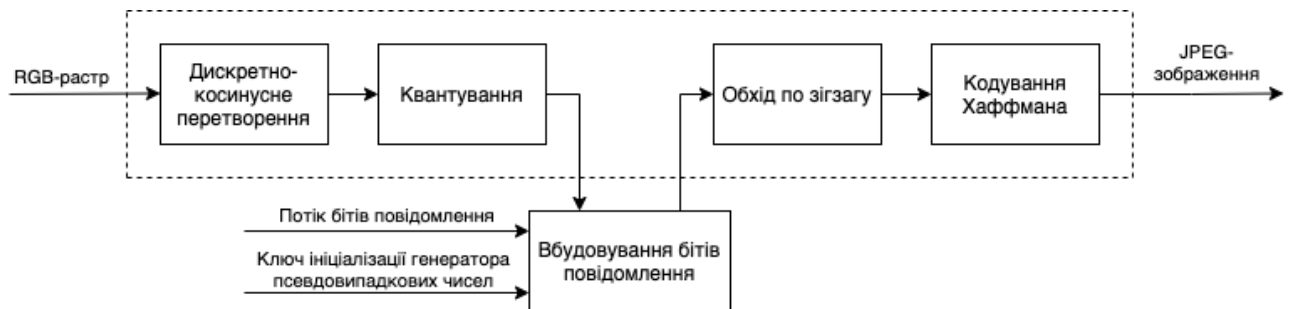 RGB-растр
Дискретно-
косинусне
перетворення
Квантування
Обхід по зігзагу
Кодування
Хаффмана
JPEG-
зображення
Потік бітів повідомлення
Ключ ініціалізації генератора
псевдовипадкових чисел
Вбудовування бітів
повідомлення